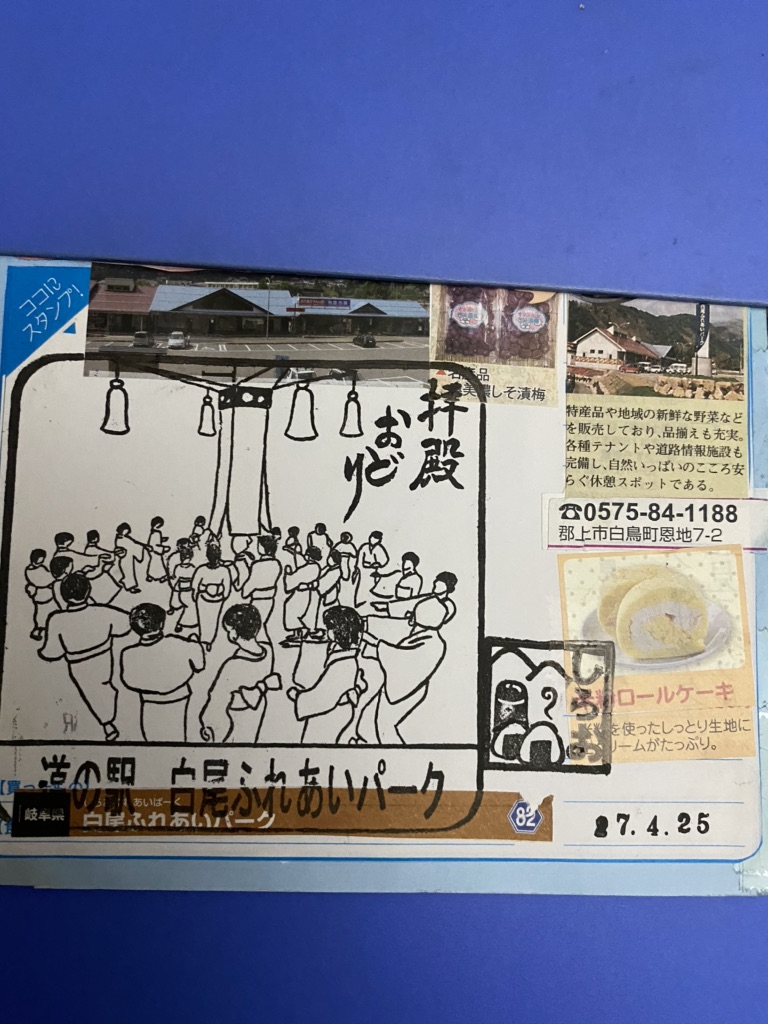 ココに
スタンプ!
拝殿
おどり
名産品
しそ漬梅
特産品や地域の新鮮な野菜など
を販売しており、品揃えも充実。
各種テナントや道路情報施設も
完備し、自然いっぱいのこころ安
らぐ休憩スポットである。
☎0575-84-1188
郡上市白鳥町恩地7-2
ロールケーキ
を使ったしっとり生地に
リームがたっぷり。
道の駅 白尾ふれあいパーク
岐阜県
白尾ふれあいパーク
82
27.4.25